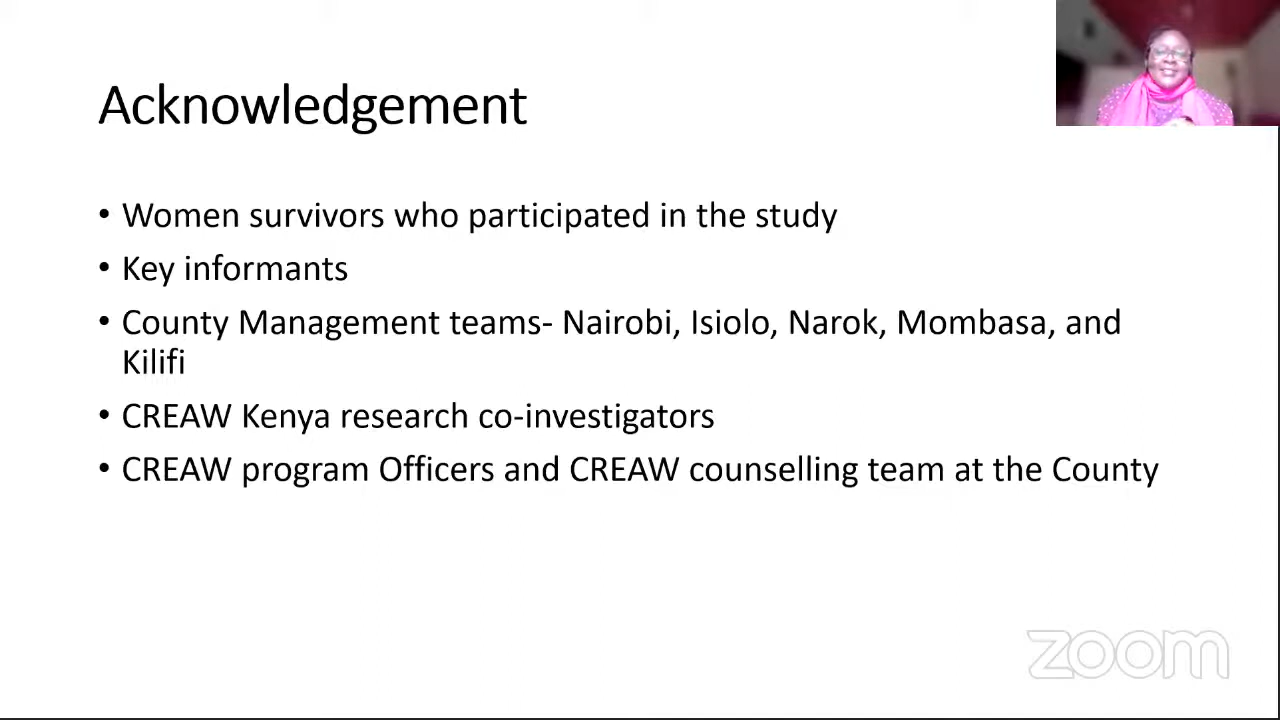 Acknowledgement
• Women survivors who participated in the study
• Key informants
• County Management teams- Nairobi, Isiolo, Narok, Mombasa, and
Kilifi
• CREAW Kenya research co-investigators
• CREAW program Officers and CREAW counselling team at the County
zoom